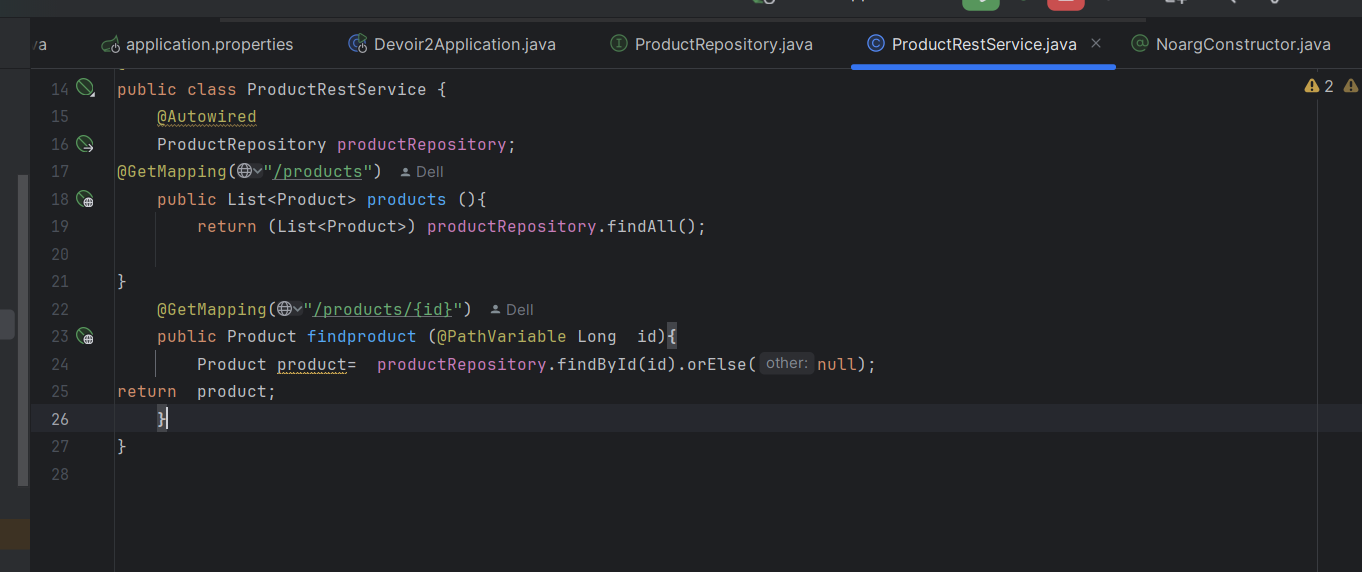 va application.properties Devoir2Application.java ProductRepository.java ProductRestService.java NoargConstructor.java
14 public class ProductRestService { 2
15 @Autowired
16 ProductRepository productRepository;
17 @GetMapping("/products") Dell
18 public List<Product> products (){
19 return (List<Product>) productRepository.findAll();
20
21 }
22 @GetMapping("/products/{id}") Dell
23 public Product findproduct (@PathVariable Long id){
24 Product product= productRepository.findById(id).orElse( other: null);
25 return product;
26 }
27 }
28